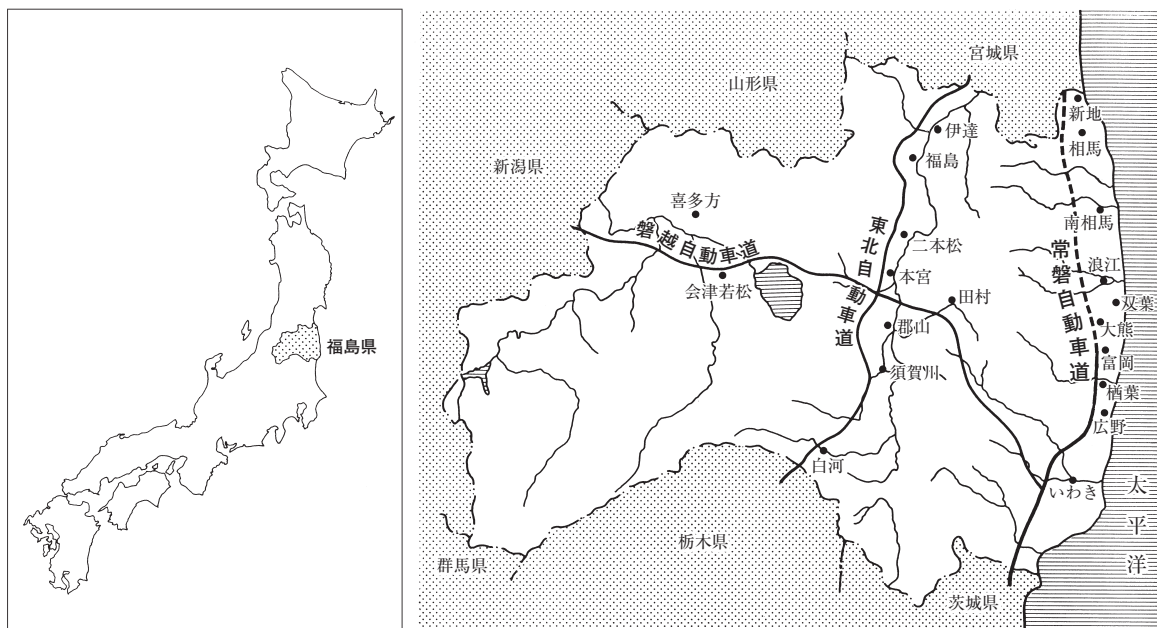 福島県
宮城県
山形県
新潟県
新地
伊達
相馬
福島
喜多方
南相馬
磐越自動車道
東北自動車道
常磐自動車道
二本松
本宮
浪江
会津若松
田村
双葉
郡山
大熊
富岡
須賀川
楢葉
広野
白河
いわき
太平洋
栃木県
群馬県
茨城県